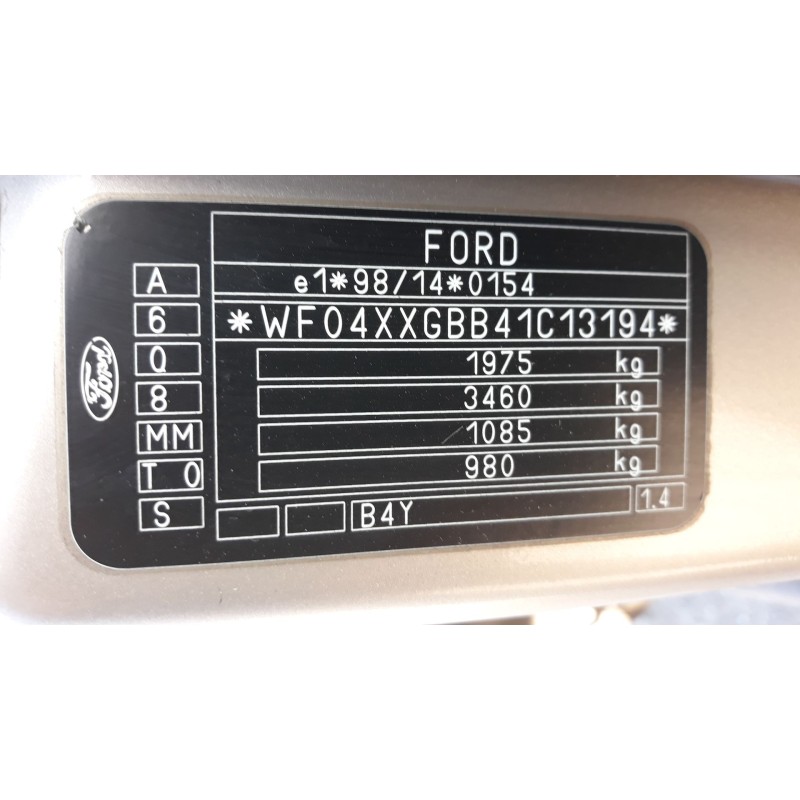 FORD
A
e1*98/14*0154
6
*WF04XXGBB41C13194*
Q
1975 kg
8
3460 kg
MM
1085 kg
T 0
980 kg
S
B4Y
1.4
Ford